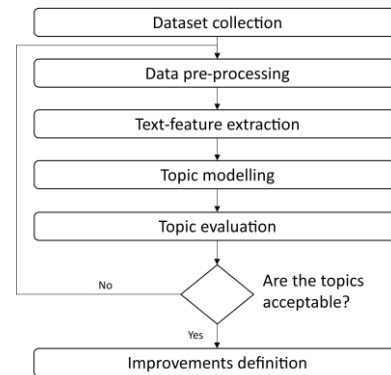 Dataset collection
Data pre-processing
Text-feature extraction
Topic modelling
Topic evaluation
Are the topics
acceptable?
No
Yes
Improvements definition